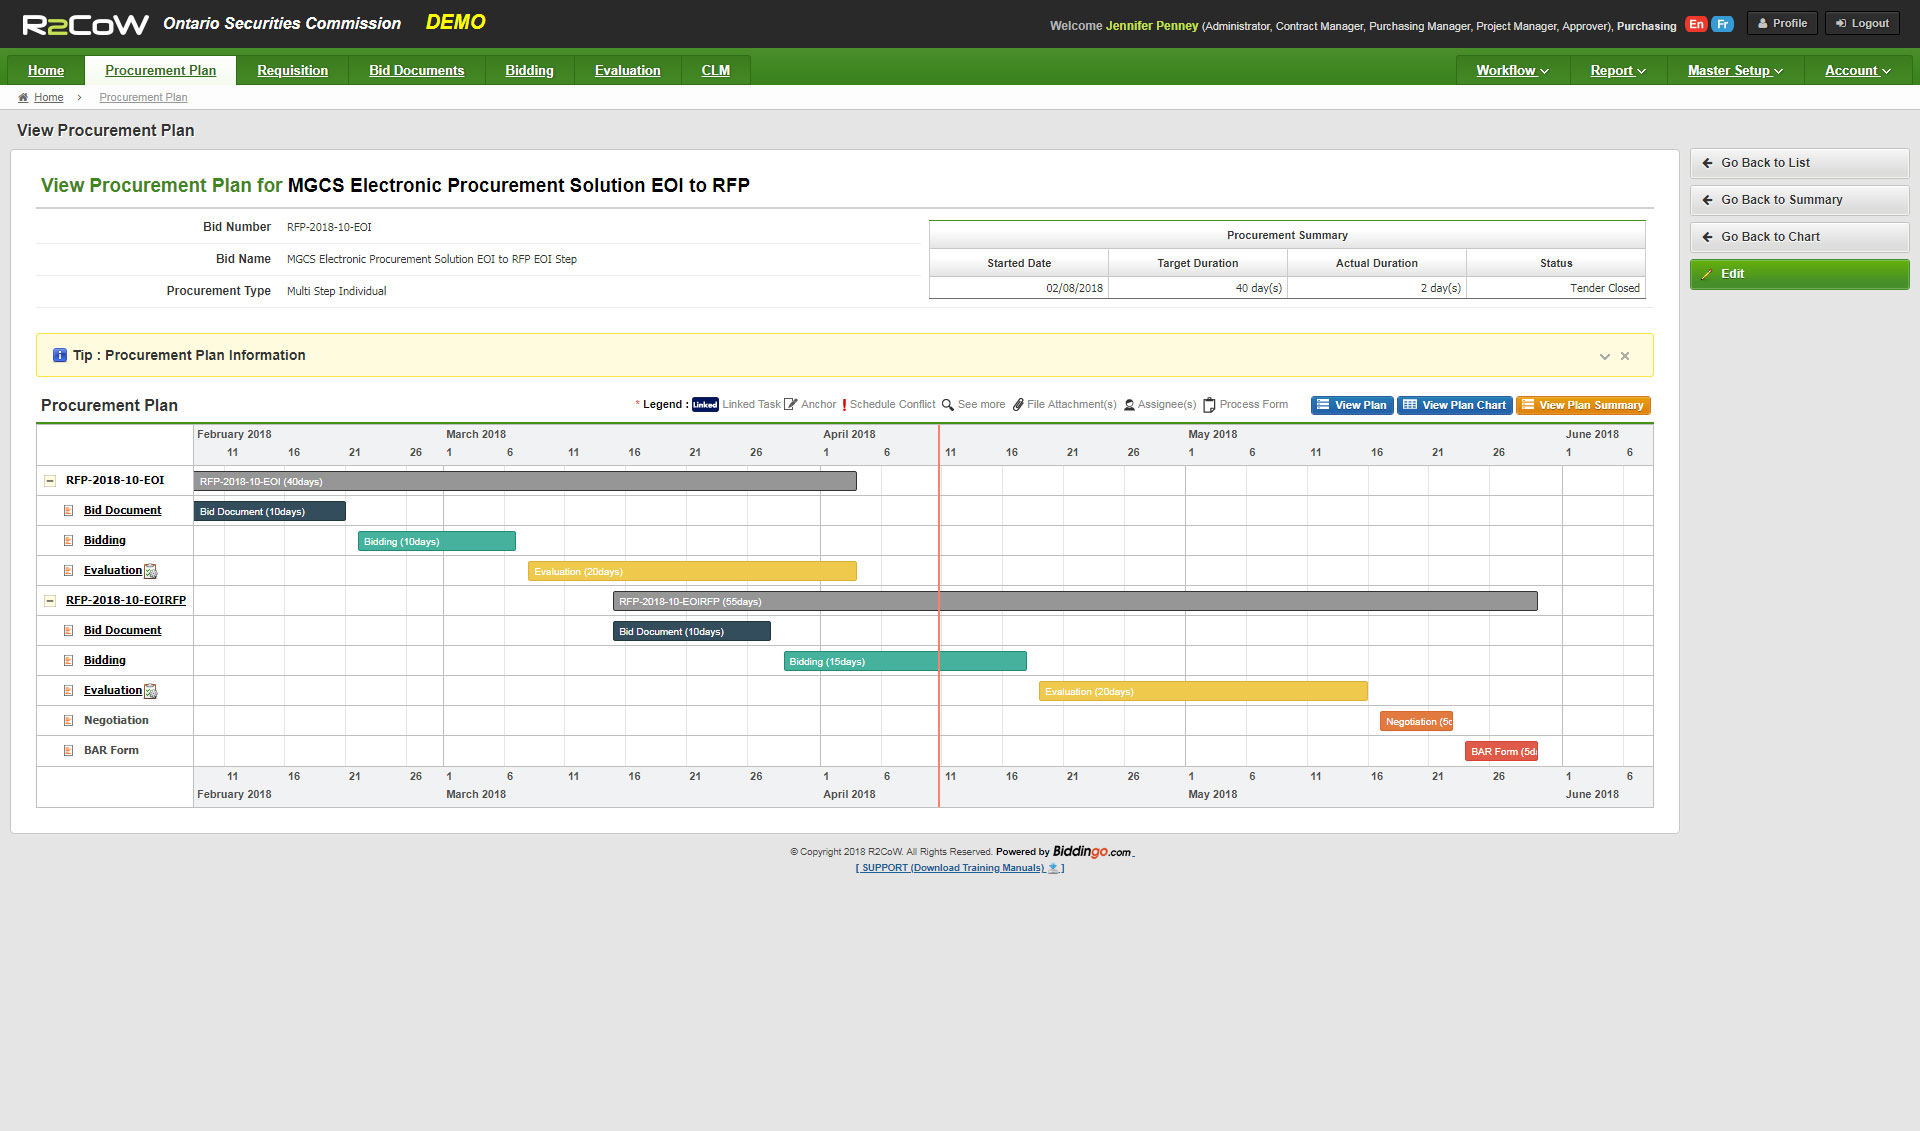 R2CoW Ontario Securities Commission DEMO
Welcome Jennifer Penney (Administrator, Contract Manager, Purchasing Manager, Project Manager, Approver), Purchasing En Fr Profile Logout
Home Procurement Plan Requisition Bid Documents Bidding Evaluation CLM Workflow Report Master Setup Account
Home > Procurement Plan
View Procurement Plan
Go Back to List
Go Back to Summary
Go Back to Chart
Edit
View Procurement Plan for MGCS Electronic Procurement Solution EOI to RFP
Bid Number RFP-2018-10-EOI
Bid Name MGCS Electronic Procurement Solution EOI to RFP EOI Step
Procurement Type Multi Step Individual
Procurement Summary
Started Date Target Duration Actual Duration Status
02/08/2018 40 day(s) 2 day(s) Tender Closed
i Tip : Procurement Plan Information
Procurement Plan
* Legend : Linked Linked Task Anchor ! Schedule Conflict See more File Attachment(s) Assignee(s) Process Form View Plan View Plan Chart View Plan Summary
February 2018 March 2018 April 2018 May 2018 June 2018
11 16 21 26 1 6 11 16 21 26 1 6 11 16 21 26 1 6 11 16 21 26 1 6
RFP-2018-10-EOI RFP-2018-10-EOI (40days)
Bid Document Bid Document (10days)
Bidding Bidding (10days)
Evaluation Evaluation (20days)
RFP-2018-10-EOIRFP RFP-2018-10-EOIRFP (55days)
Bid Document Bid Document (10days)
Bidding Bidding (15days)
Evaluation Evaluation (20days)
Negotiation Negotiation (5d
BAR Form BAR Form (5da
11 16 21 26 1 6 11 16 21 26 1 6 11 16 21 26 1 6 11 16 21 26 1 6
February 2018 March 2018 April 2018 May 2018 June 2018
© Copyright 2018 R2CoW. All Rights Reserved. Powered by Biddingo.com
[ SUPPORT (Download Training Manuals) ]